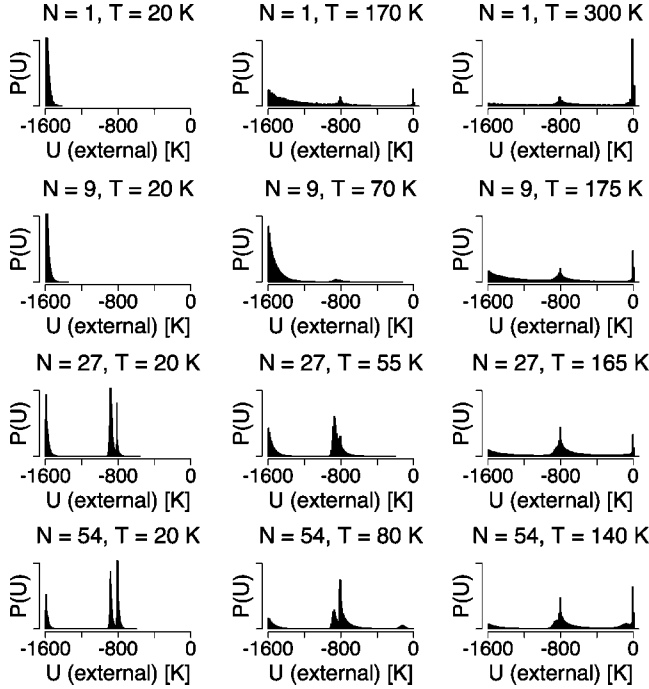 N = 1, T = 20 K N = 1, T = 170 K N = 1, T = 300 K
P(U) P(U) P(U)
-1600 -800 0 -1600 -800 0 -1600 -800 0
U (external) [K] U (external) [K] U (external) [K]
N = 9, T = 20 K N = 9, T = 70 K N = 9, T = 175 K
P(U) P(U) P(U)
-1600 -800 0 -1600 -800 0 -1600 -800 0
U (external) [K] U (external) [K] U (external) [K]
N = 27, T = 20 K N = 27, T = 55 K N = 27, T = 165 K
P(U) P(U) P(U)
-1600 -800 0 -1600 -800 0 -1600 -800 0
U (external) [K] U (external) [K] U (external) [K]
N = 54, T = 20 K N = 54, T = 80 K N = 54, T = 140 K
P(U) P(U) P(U)
-1600 -800 0 -1600 -800 0 -1600 -800 0
U (external) [K] U (external) [K] U (external) [K]